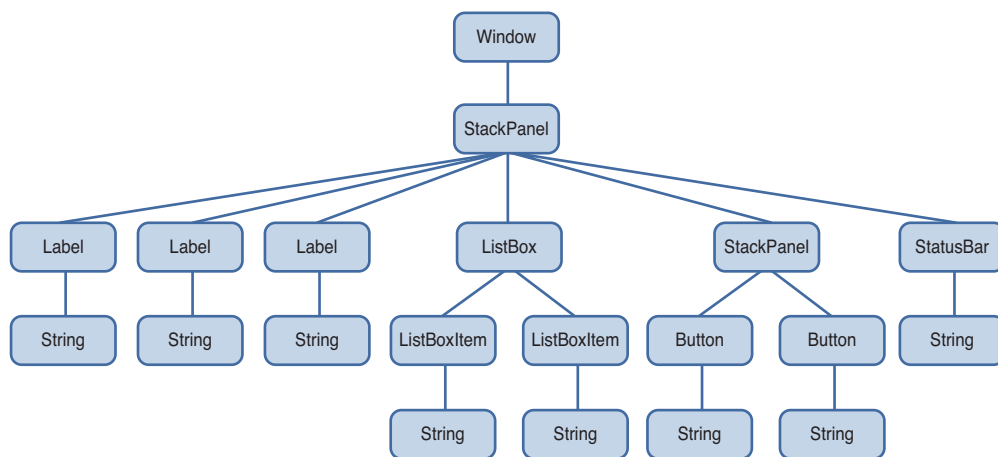 Window
StackPanel
Label
Label
Label
ListBox
StackPanel
StatusBar
String
String
String
ListBoxItem
ListBoxItem
Button
Button
String
String
String
String
String